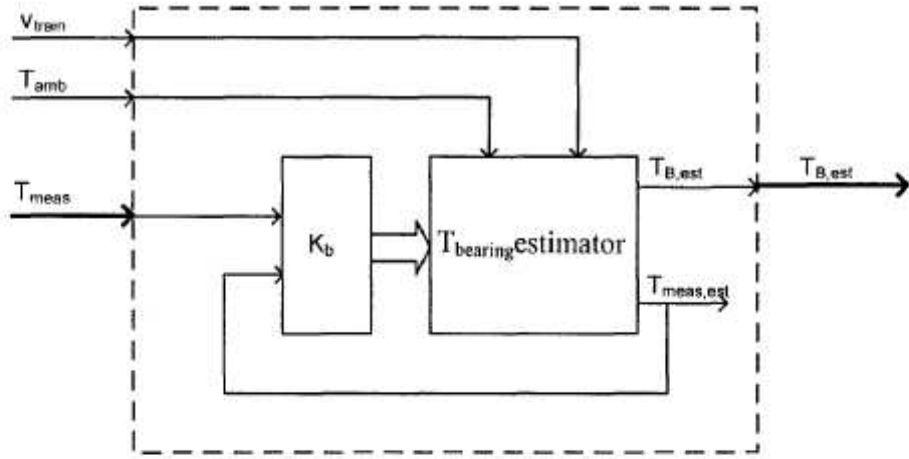 v_train
T_amb
T_B,est
T_B,est
T_meas
K_b
T_bearing estimator
T_meas,est